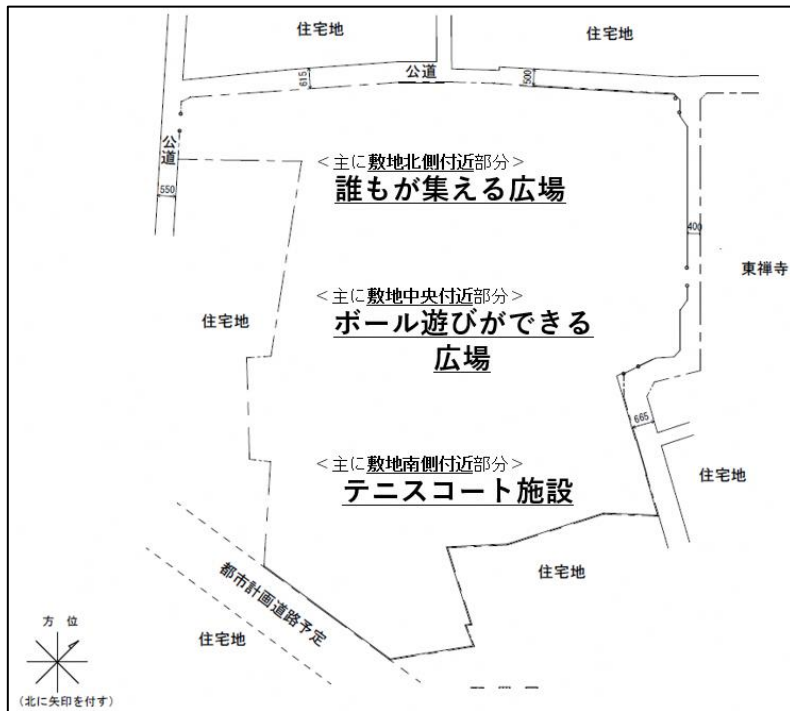 住宅地
住宅地
615
公道
500
公道
550
＜主に敷地北側付近部分＞
誰もが集える広場
400
東禅寺
＜主に敷地中央付近部分＞
ボール遊びができる
広場
住宅地
665
＜主に敷地南側付近部分＞
テニスコート施設
住宅地
住宅地
都市計画道路予定
住宅地
方 位
(北に矢印を付す)